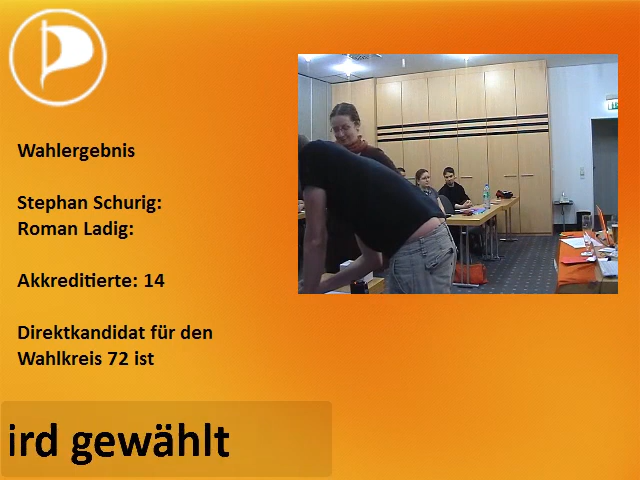 Wahlergebnis
Stephan Schurig:
Roman Ladig:
Akkreditierte: 14
Direktkandidat für den
Wahlkreis 72 ist
ird gewählt